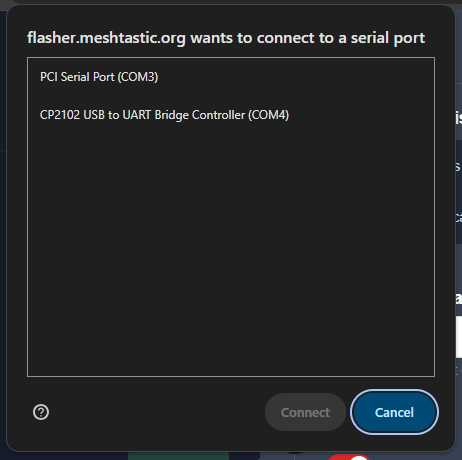 flasher.meshtastic.org wants to connect to a serial port
PCI Serial Port (COM3)
CP2102 USB to UART Bridge Controller (COM4)
Connect
Cancel